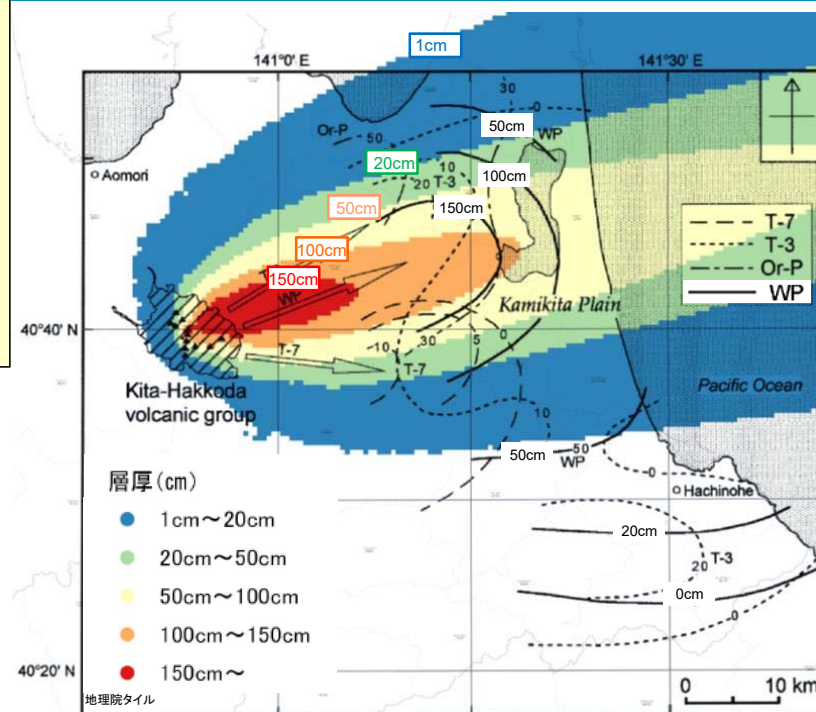 1cm
141°0' E
141°30' E
30
0
Or-P
50
50cm
WP
Aomori
20cm
10
20
T-3
100cm
50cm
150cm
100cm
150cm
WP
T-7
T-3
Or-P
WP
Kamikita Plain
40°40' N
T-7
10
30
5
0
T-7
Kita-Hakkoda
volcanic group
Pacific Ocean
10
50cm
WP
50
0
Hachinohe
層厚(cm)
1cm～20cm
20cm～50cm
50cm～100cm
100cm～150cm
150cm～
20cm
20
T-3
0cm
0
40°20' N
地理院タイル
0
10 km